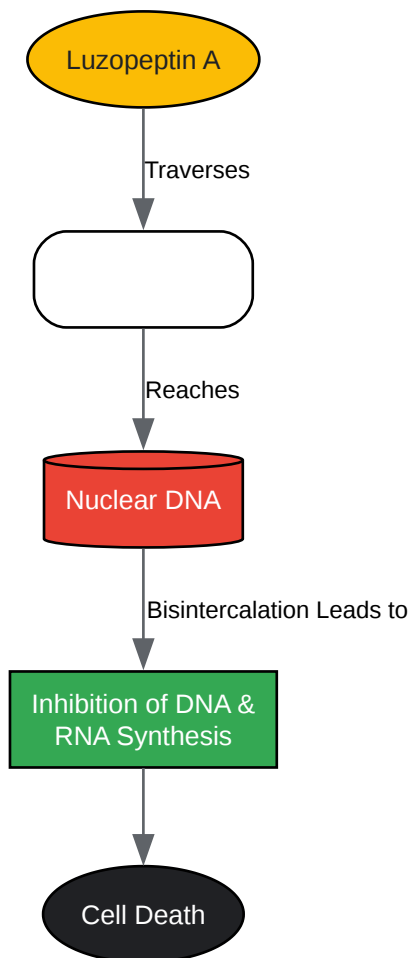 Luzopeptin A
Traverses
Reaches
Nuclear DNA
Bisintercalation Leads to
Inhibition of DNA &
RNA Synthesis
Cell Death